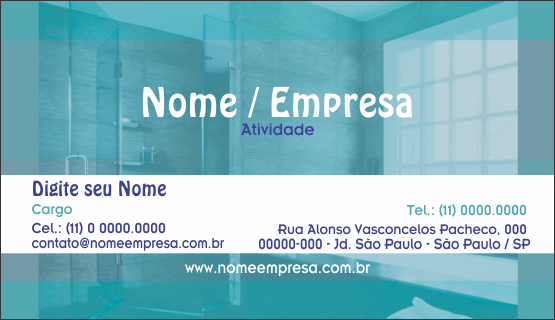 Nome / Empresa
Atividade
Digite seu Nome
Cargo
Cel.: (11) 0 0000.0000
contato@nomeempresa.com.br
Tel.: (11) 0000.0000
Rua Alonso Vasconcelos Pacheco, 000
00000-000 - Jd. São Paulo - São Paulo / SP
www.nomeempresa.com.br